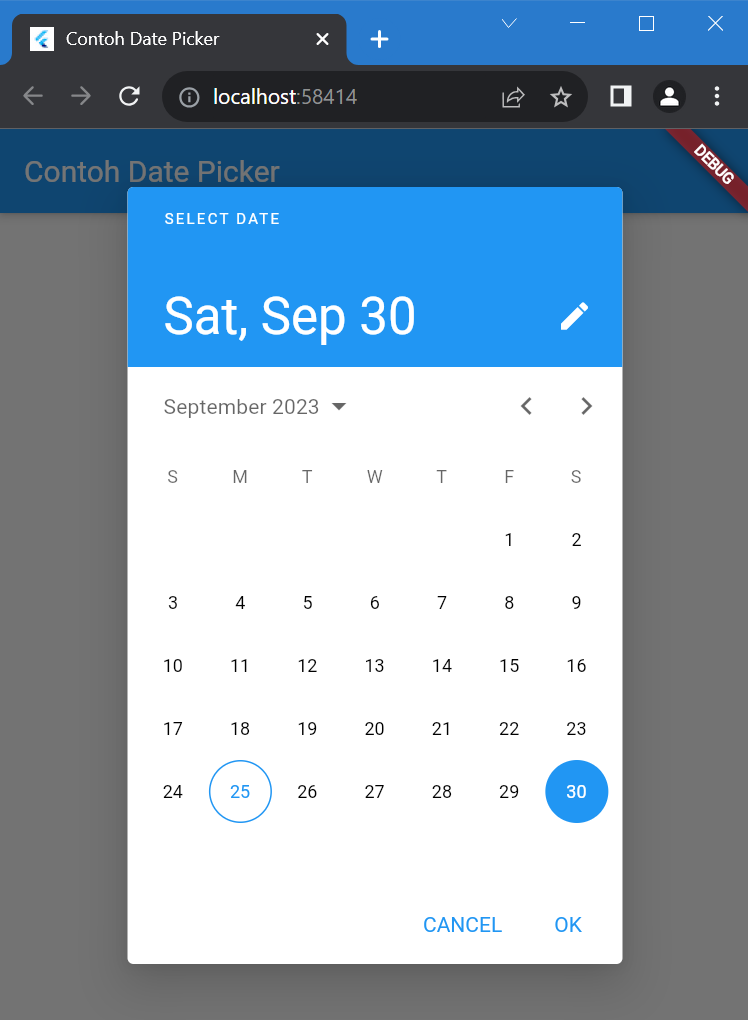 Contoh Date Picker
localhost:58414
Contoh Date Picker
DEBUG
SELECT DATE
Sat, Sep 30
September 2023
S M T W T F S
1 2
3 4 5 6 7 8 9
10 11 12 13 14 15 16
17 18 19 20 21 22 23
24 25 26 27 28 29 30
CANCEL OK